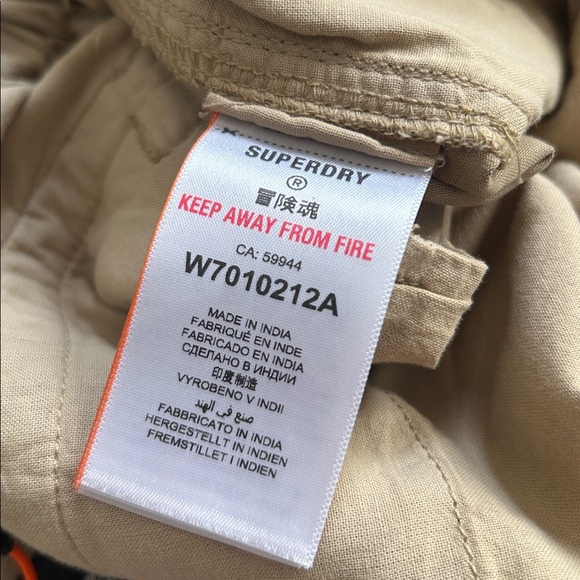 SUPERDRY
®
冒険魂
KEEP AWAY FROM FIRE
CA: 59944
W7010212A
MADE IN INDIA
FABRIQUÉ EN INDE
FABRICADO EN INDIA
СДЕЛАНО В ИНДИИ
印度制造
VYROBENO V INDII
صنع في الهند
FABBRICATO IN INDIA
HERGESTELLT IN INDIEN
FREMSTILLET I INDIEN